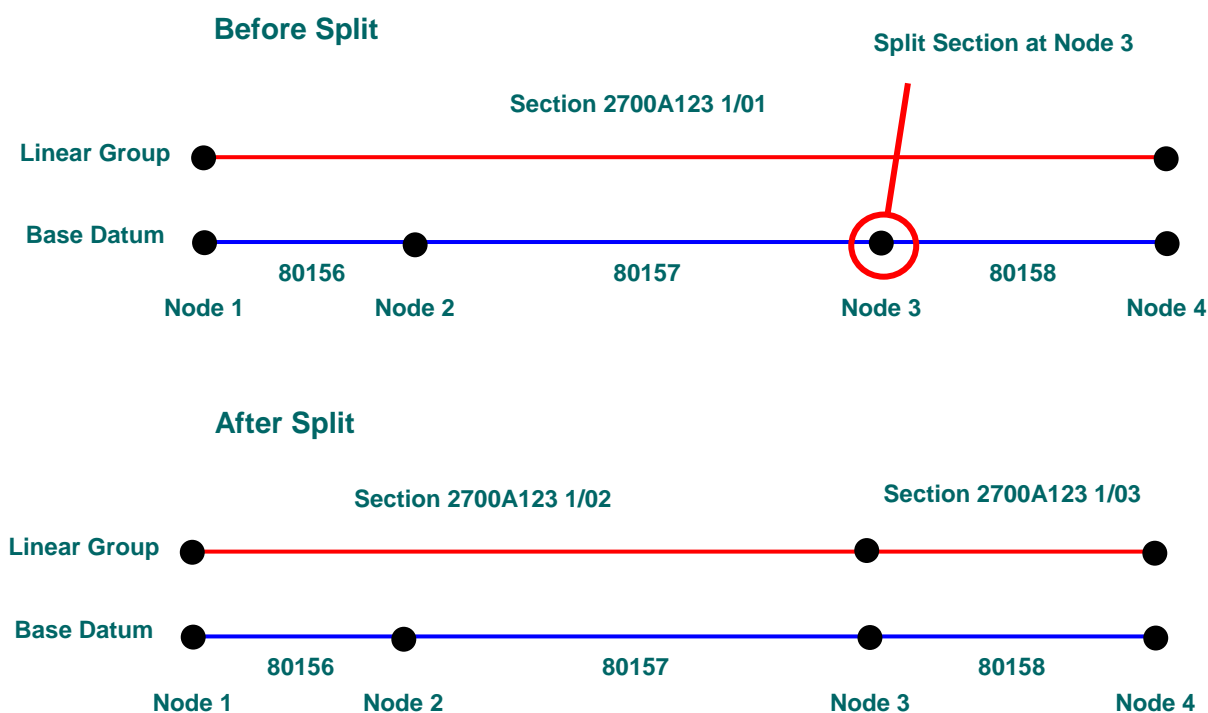 Before Split
Split Section at Node 3
Section 2700A123 1/01
Linear Group
Base Datum
80156 80157 80158
Node 1 Node 2 Node 3 Node 4
After Split
Section 2700A123 1/02 Section 2700A123 1/03
Linear Group
Base Datum
80156 80157 80158
Node 1 Node 2 Node 3 Node 4